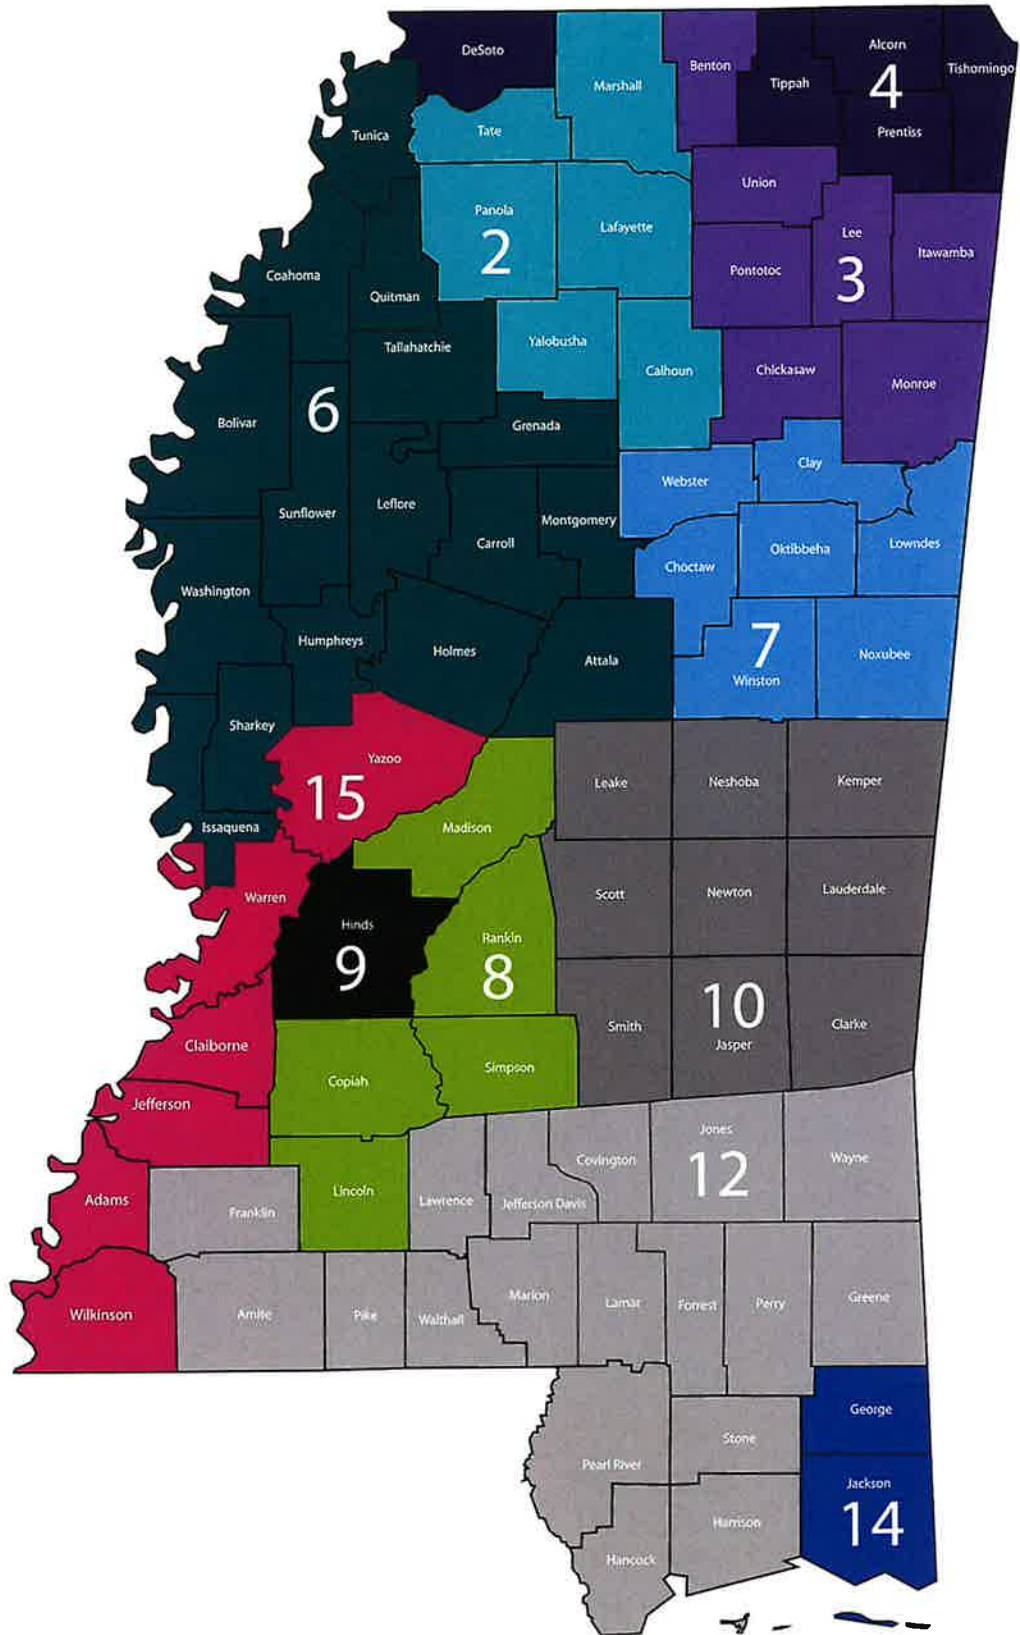 DeSoto
Marshall
Benton
Tippah
Alcorn
4
Tishomingo
Prentiss
Tunica
Tate
Union
Panola
2
Lafayette
Pontotoc
Lee
3
Itawamba
Coahoma
Quitman
Tallahatchie
Yalobusha
Calhoun
Chickasaw
Monroe
Bolivar
6
Grenada
Webster
Clay
Sunflower
Leflore
Carroll
Montgomery
Choctaw
Oktibbeha
Lowndes
Washington
Humphreys
Holmes
Attala
7
Winston
Noxubee
Sharkey
Yazoo
15
Leake
Neshoba
Kemper
Issaquena
Madison
Warren
Hinds
9
Rankin
8
Scott
Newton
Lauderdale
Claiborne
Copiah
Simpson
Smith
10
Jasper
Clarke
Jefferson
Adams
Franklin
Lincoln
Lawrence
Jefferson Davis
Covington
Jones
12
Wayne
Wilkinson
Amite
Pike
Walthall
Marion
Lamar
Forrest
Perry
Greene
George
Pearl River
Stone
Jackson
14
Harrison
Hancock